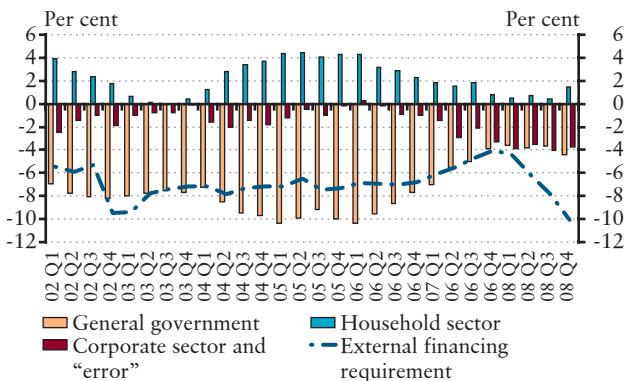 Per cent Per cent
6 6
4 4
2 2
0 0
-2 -2
-4 -4
-6 -6
-8 -8
-10 -10
-12 -12
02 Q1
02 Q2
02 Q3
02 Q4
03 Q1
03 Q2
03 Q3
03 Q4
04 Q1
04 Q2
04 Q3
04 Q4
05 Q1
05 Q2
05 Q3
05 Q4
06 Q1
06 Q2
06 Q3
06 Q4
07 Q1
06 Q2
06 Q3
06 Q4
08 Q1
08 Q2
08 Q3
08 Q4
General government
Corporate sector and
“error”
Household sector
External financing
requirement